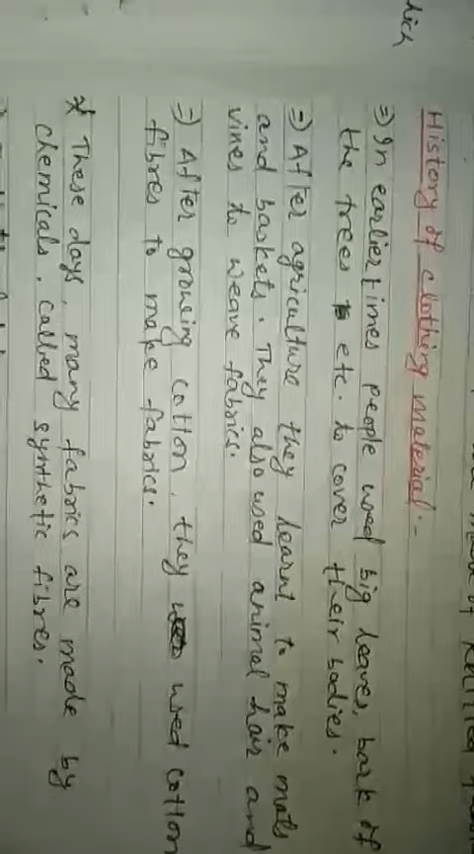 History of clothing material :-
=) In earlier times people used big leaves, bark of
the trees etc. to cover their bodies.
=) After agriculture they learnt to make mats
and baskets. They also used animal hair and
vines to weave fabrics.
=) After growing cotton, they used cotton
fibres to make fabrics.
* These days, many fabrics are made by
chemicals, called synthetic fibres.